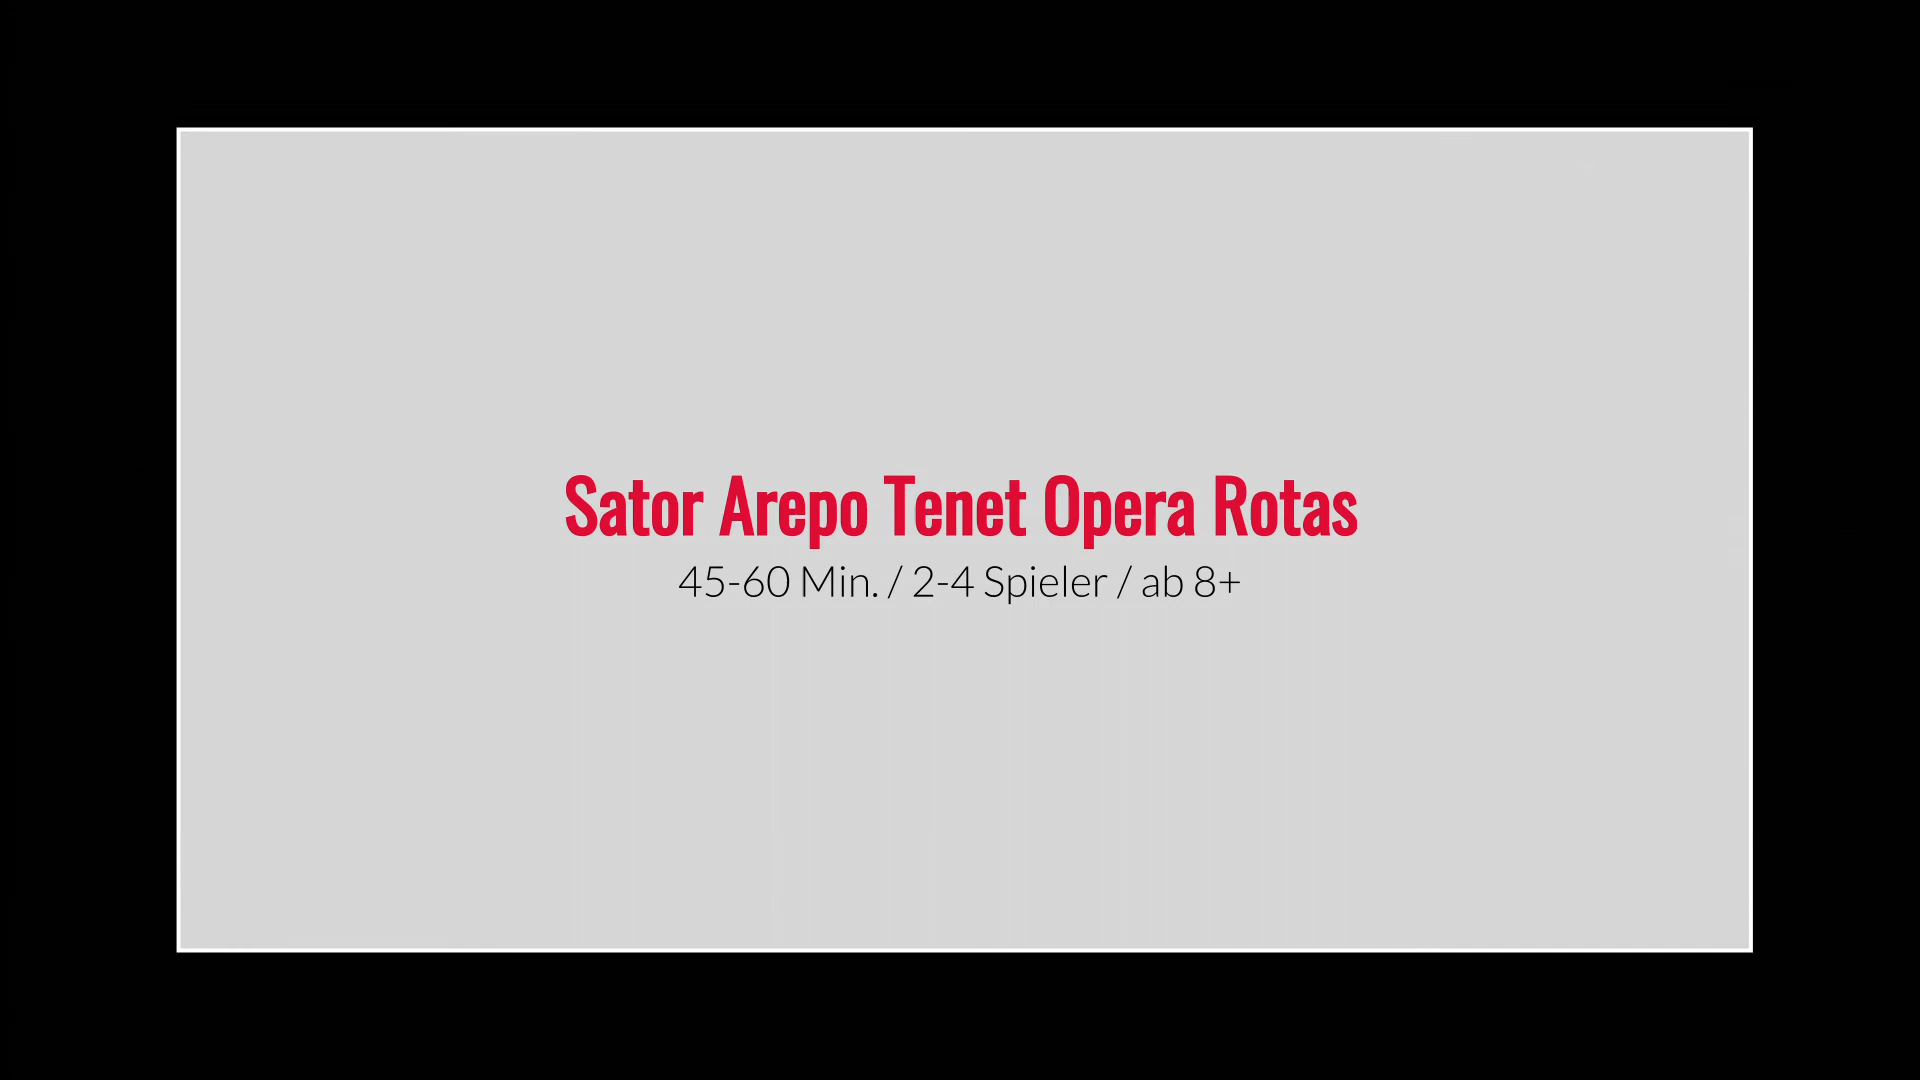 Sator Arepo Tenet Opera Rotas
45-60 Min. / 2-4 Spieler / ab 8+